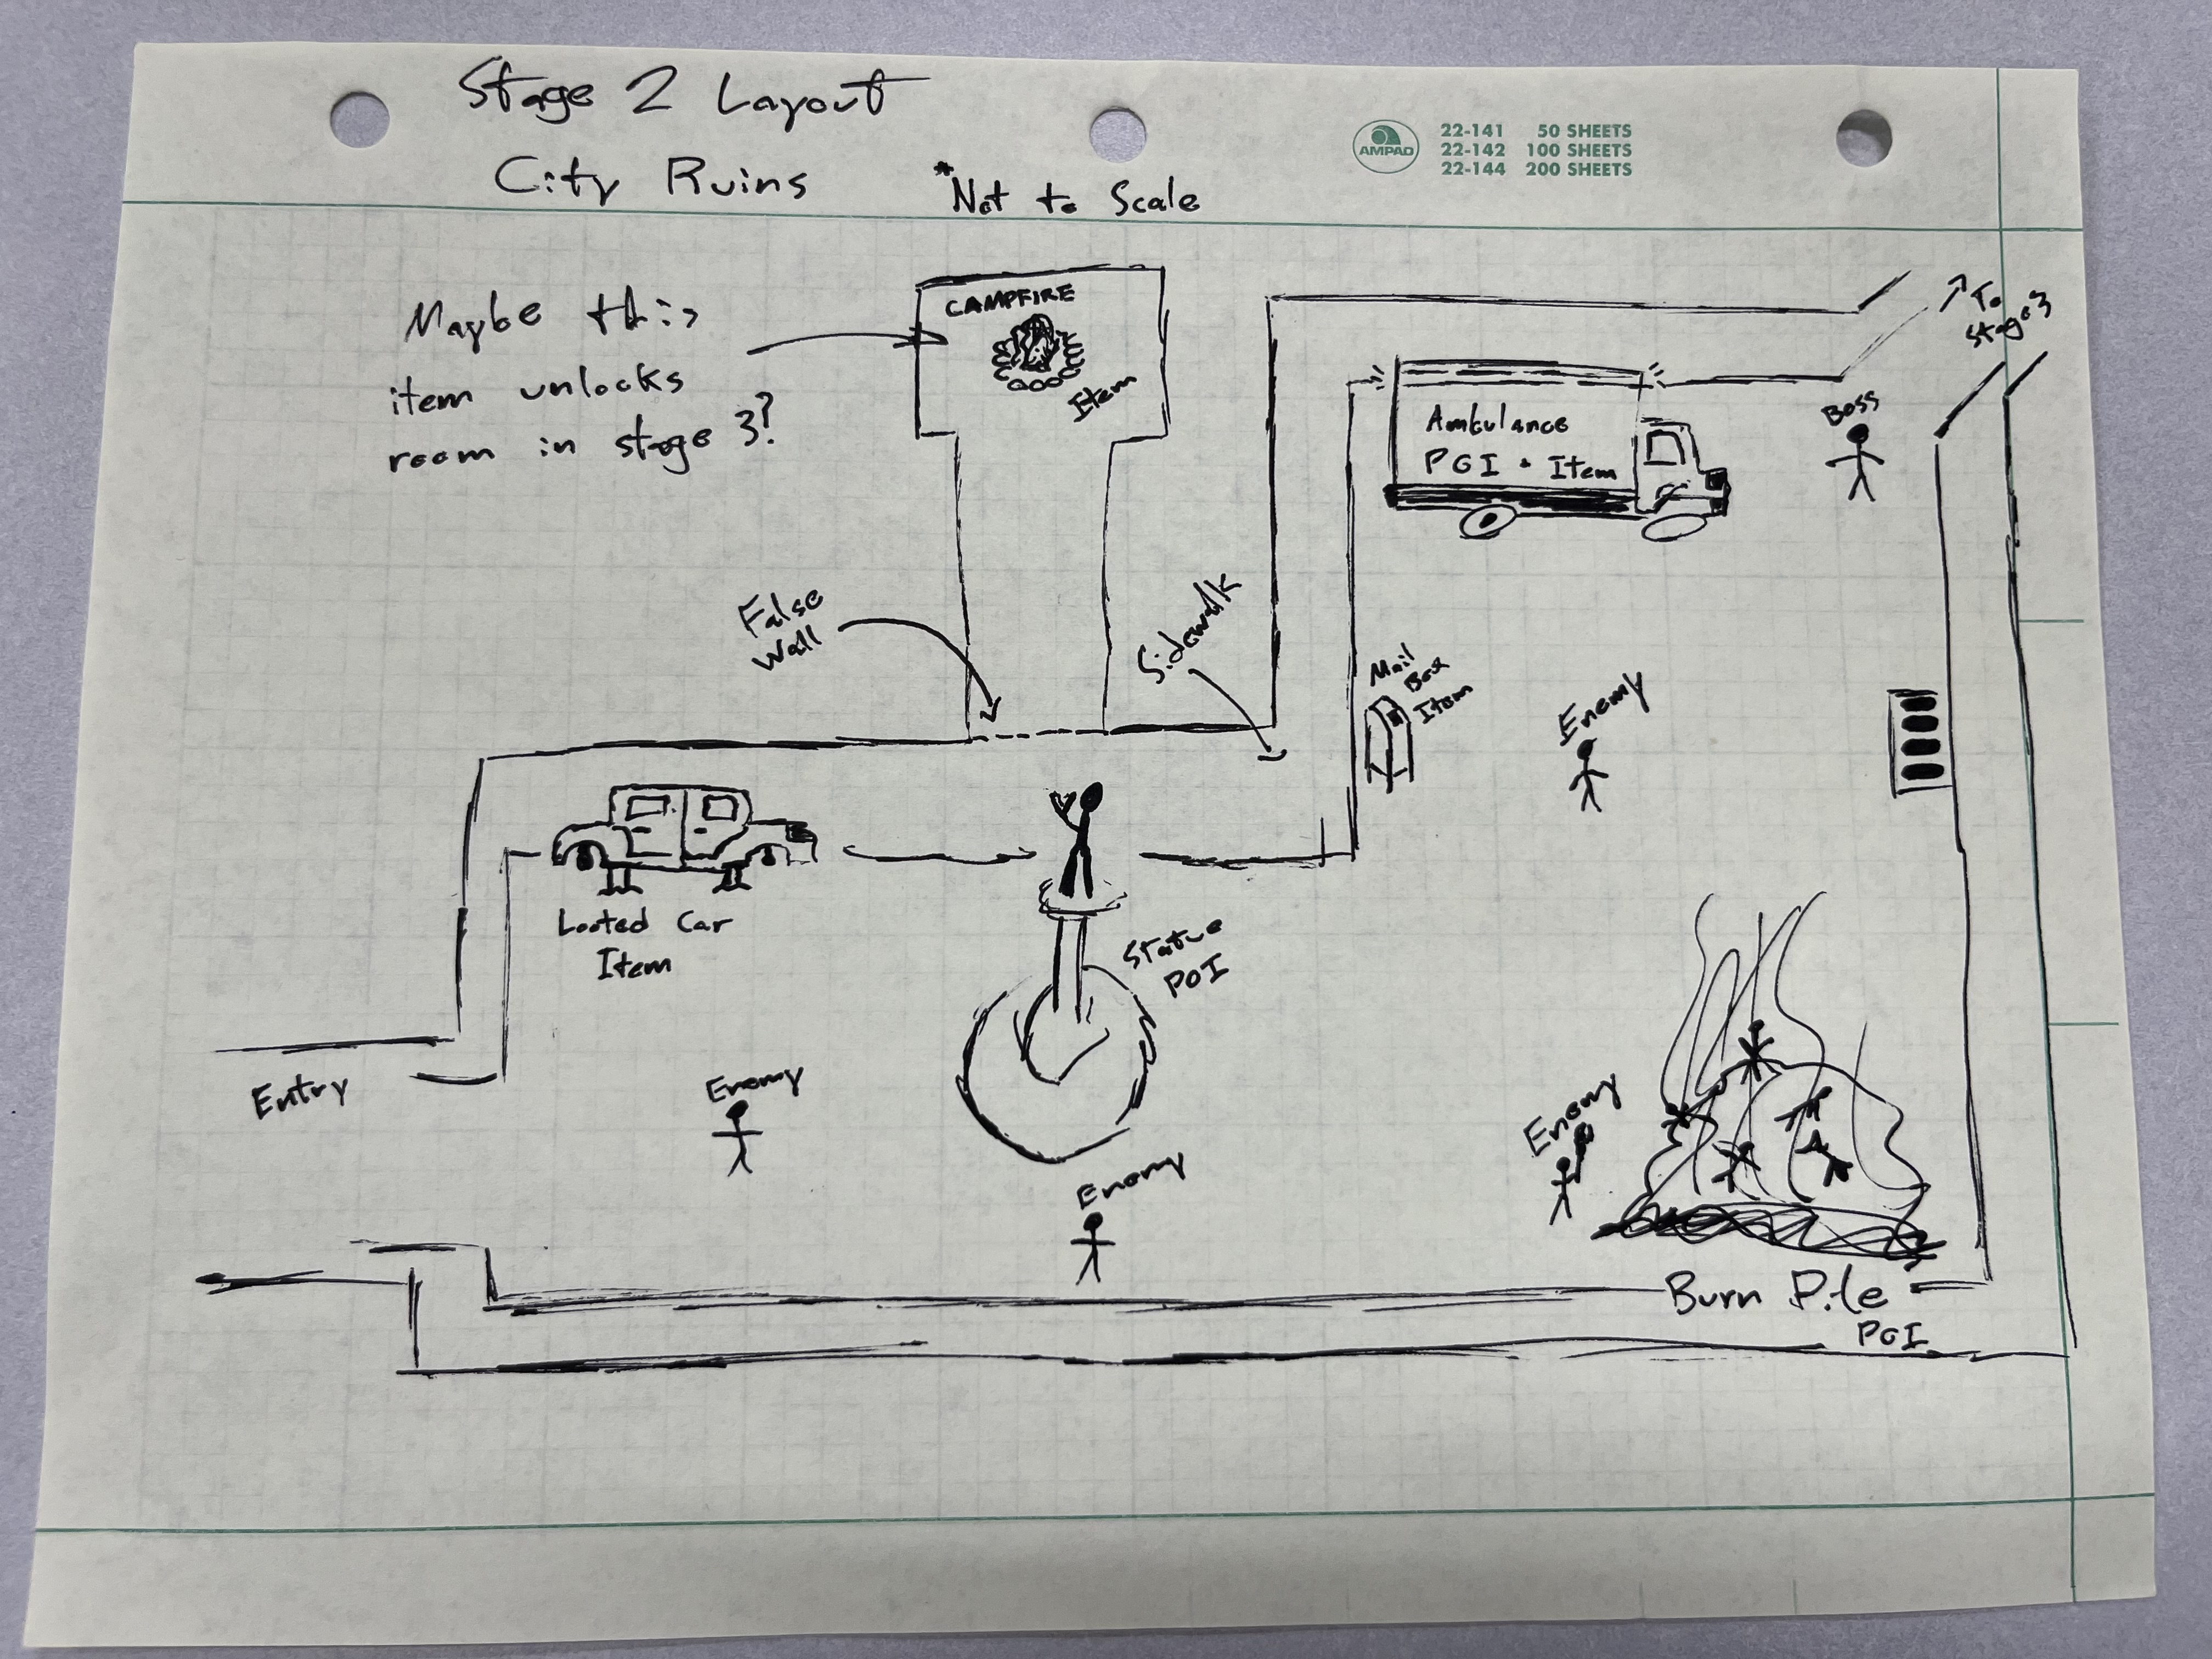 Stage 2 Layout
City Ruins
*Not to Scale
AMPAD
22-141 50 SHEETS
22-142 100 SHEETS
22-144 200 SHEETS
Maybe this
item unlocks
room in stage 3?
CAMPFIRE
Item
To
Stage 3
Ambulance
POI + Item
Boss
False
Wall
Sidewalk
Mail
Box
Item
Enemy
Looted Car
Item
Statue
POI
Entry
Enemy
Enemy
Enemy
Burn Pile
POI